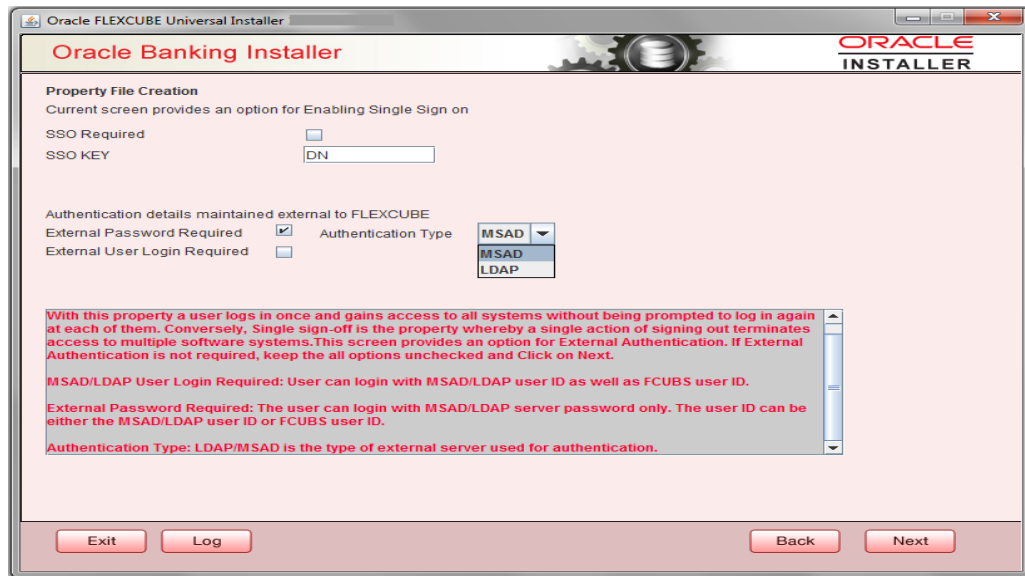 Oracle FLEXCUBE Universal Installer
Oracle Banking Installer
ORACLE
INSTALLER
Property File Creation
Current screen provides an option for Enabling Single Sign on
SSO Required
SSO KEY DN
Authentication details maintained external to FLEXCUBE
External Password Required Authentication Type MSAD
External User Login Required MSAD
LDAP
With this property a user logs in once and gains access to all systems without being prompted to log in again
at each of them. Conversely, Single sign-off is the property whereby a single action of signing out terminates
access to multiple software systems.This screen provides an option for External Authentication. If External
Authentication is not required, keep the all options unchecked and Click on Next.
MSAD/LDAP User Login Required: User can login with MSAD/LDAP user ID as well as FCUBS user ID.
External Password Required: The user can login with MSAD/LDAP server password only. The user ID can be
either the MSAD/LDAP user ID or FCUBS user ID.
Authentication Type: LDAP/MSAD is the type of external server used for authentication.
Exit Log Back Next